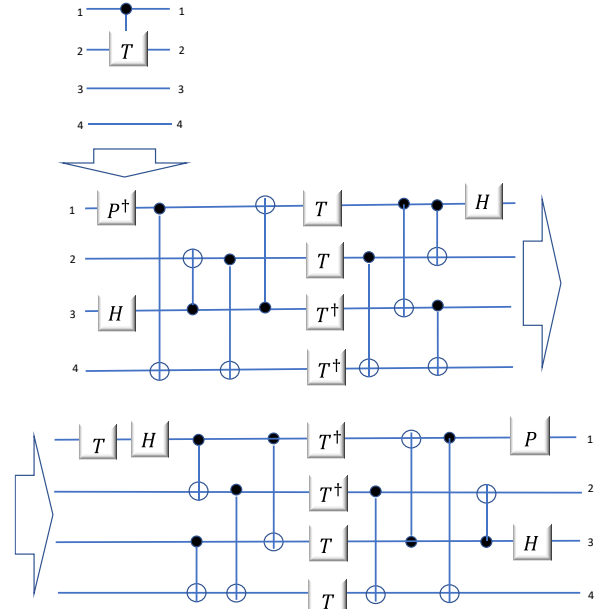 1 1
2 T 2
3 3
4 4
1 P† T H
2 T
3 H T†
4 T†
T H T† P 1
T† 2
T H 3
T 4